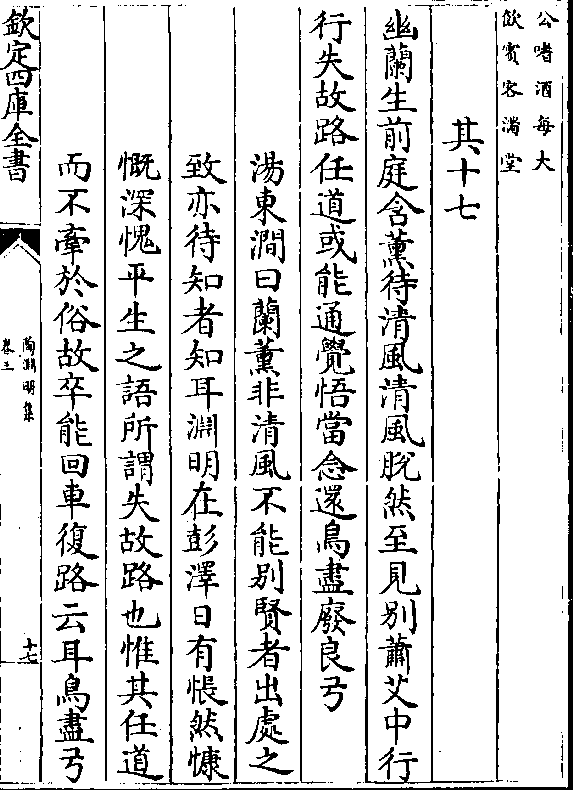 公嗜酒每大
飲賓客滿堂
其十七
幽蘭生前庭含薰待清風清風脫然至見別蕭艾中行
行失故路任道或能通覺悟當念還鳥盡廢良弓
湯東澗曰蘭薰非清風不能別賢者出處之
致亦待知者知耳淵明在彭澤日有悵然慷
慨深愧平生之語所謂失故路也惟其任道
而不牽於俗故卒能回車復路云耳鳥盡弓
欽定四庫全書
陶淵明集
卷三
十七